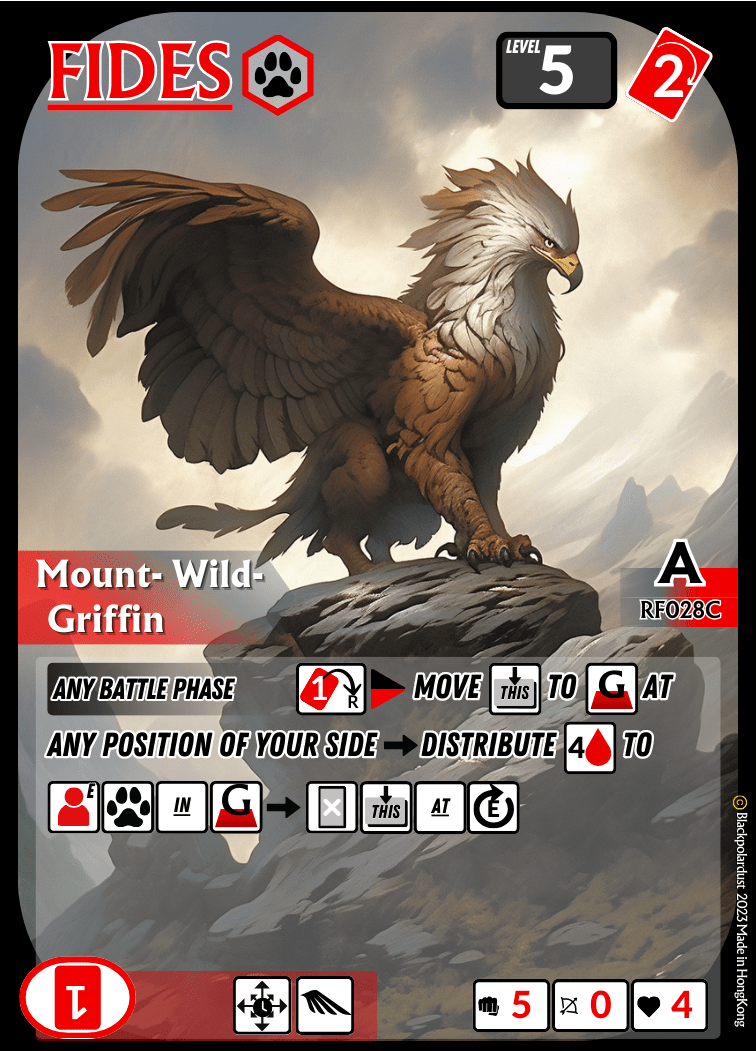 FIDES
LEVEL 5
2
Mount- Wild-
Griffin
A
RF028C
ANY BATTLE PHASE 1 R MOVE THIS TO G AT
ANY POSITION OF YOUR SIDE DISTRIBUTE 4 TO
E IN G THIS AT E
1
5 0 4
© Blackpolardust 2023 Made in HongKong